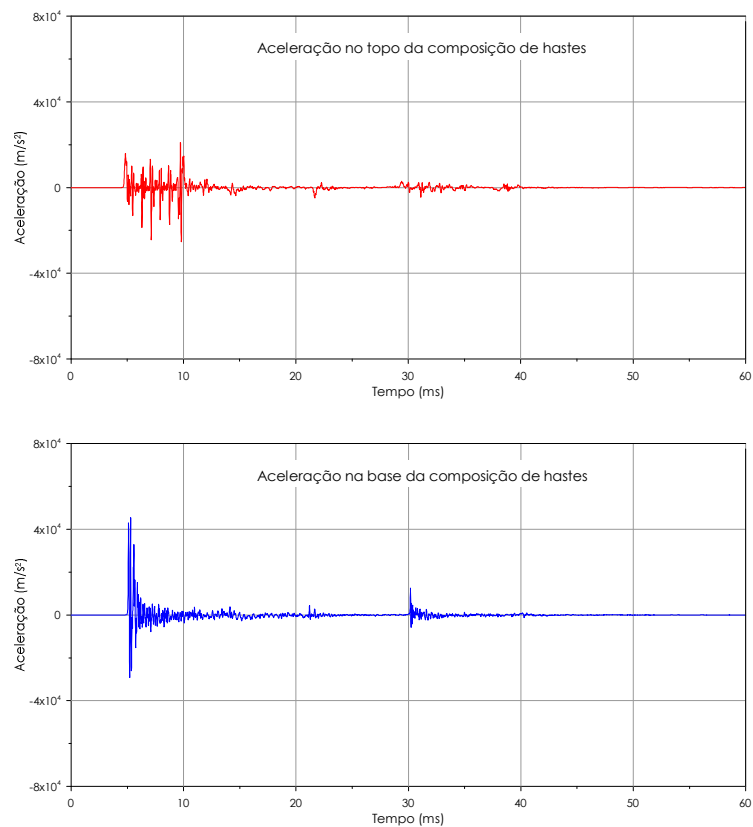 8x10⁴
Aceleração no topo da composição de hastes
4x10⁴
0
-4x10⁴
-8x10⁴
Aceleração (m/s²)
0 10 20 30 40 50 60
Tempo (ms)
8x10⁴
Aceleração na base da composição de hastes
4x10⁴
0
-4x10⁴
-8x10⁴
Aceleração (m/s²)
0 10 20 30 40 50 60
Tempo (ms)